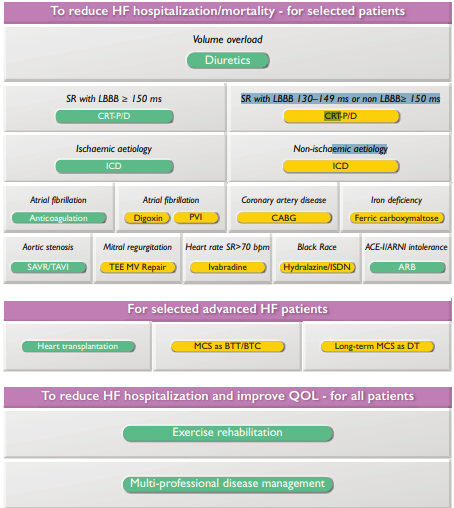 To reduce HF hospitalization/mortality - for selected patients
Volume overload
Diuretics
SR with LBBB ≥ 150 ms
CRT-P/D
SR with LBBB 130–149 ms or non LBBB≥ 150 ms
CRT-P/D
Ischaemic aetiology
ICD
Non-ischaemic aetiology
ICD
Atrial fibrillation
Anticoagulation
Atrial fibrillation
Digoxin
PVI
Coronary artery disease
CABG
Iron deficiency
Ferric carboxymaltose
Aortic stenosis
SAVR/TAVI
Mitral regurgitation
TEE MV Repair
Heart rate SR>70 bpm
Ivabradine
Black Race
Hydralazine/ISDN
ACE-I/ARNI intolerance
ARB
For selected advanced HF patients
Heart transplantation
MCS as BTT/BTC
Long-term MCS as DT
To reduce HF hospitalization and improve QOL - for all patients
Exercise rehabilitation
Multi-professional disease management